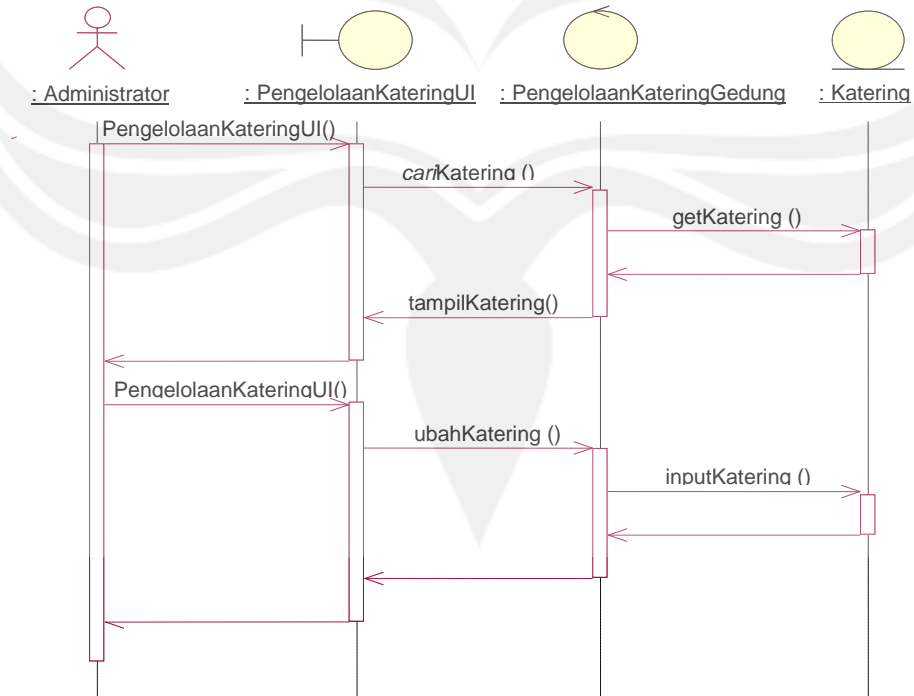 : Administrator
: PengelolaanKateringUI
: PengelolaanKateringGedung
: Katering
PengelolaanKateringUI()
cariKatering ()
getKatering ()
tampilKatering()
PengelolaanKateringUI()
ubahKatering ()
inputKatering ()